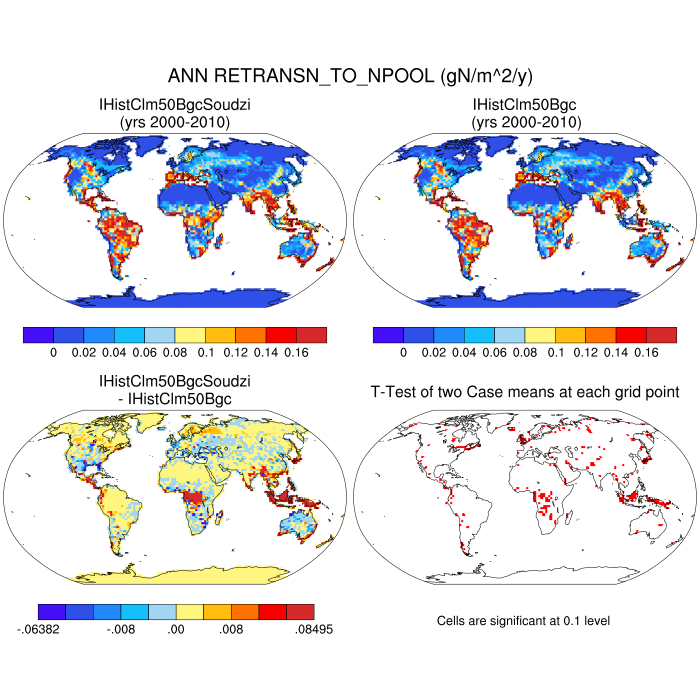 ANN RETRANSN_TO_NPOOL (gN/m^2/y)
IHistClm50BgcSoudzi
(yrs 2000-2010)
IHistClm50Bgc
(yrs 2000-2010)
0 0.02 0.04 0.06 0.08 0.1 0.12 0.14 0.16
0 0.02 0.04 0.06 0.08 0.1 0.12 0.14 0.16
IHistClm50BgcSoudzi
- IHistClm50Bgc
T-Test of two Case means at each grid point
-.06382 -.008 .00 .008 .08495
Cells are significant at 0.1 level